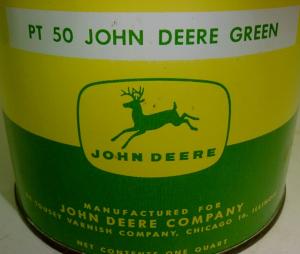 PT 50 JOHN DEERE GREEN
JOHN DEERE
MANUFACTURED FOR
JOHN DEERE COMPANY
VARNISH COMPANY, CHICAGO 16, ILLINOIS
NET CONTENTS ONE QUART